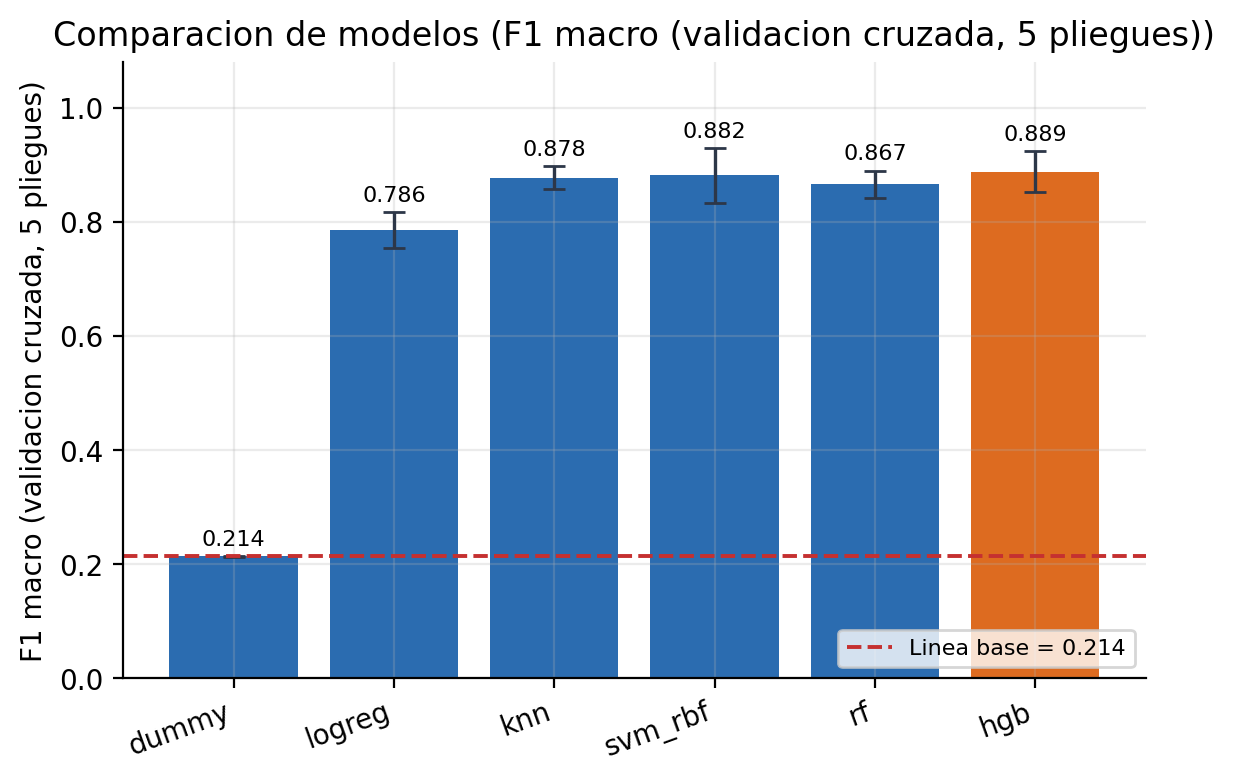 Comparacion de modelos (F1 macro (validacion cruzada, 5 pliegues))
F1 macro (validacion cruzada, 5 pliegues)
1.0
0.8
0.6
0.4
0.2
0.0
0.214
0.786
0.878
0.882
0.867
0.889
Linea base = 0.214
dummy
logreg
knn
svm_rbf
rf
hgb